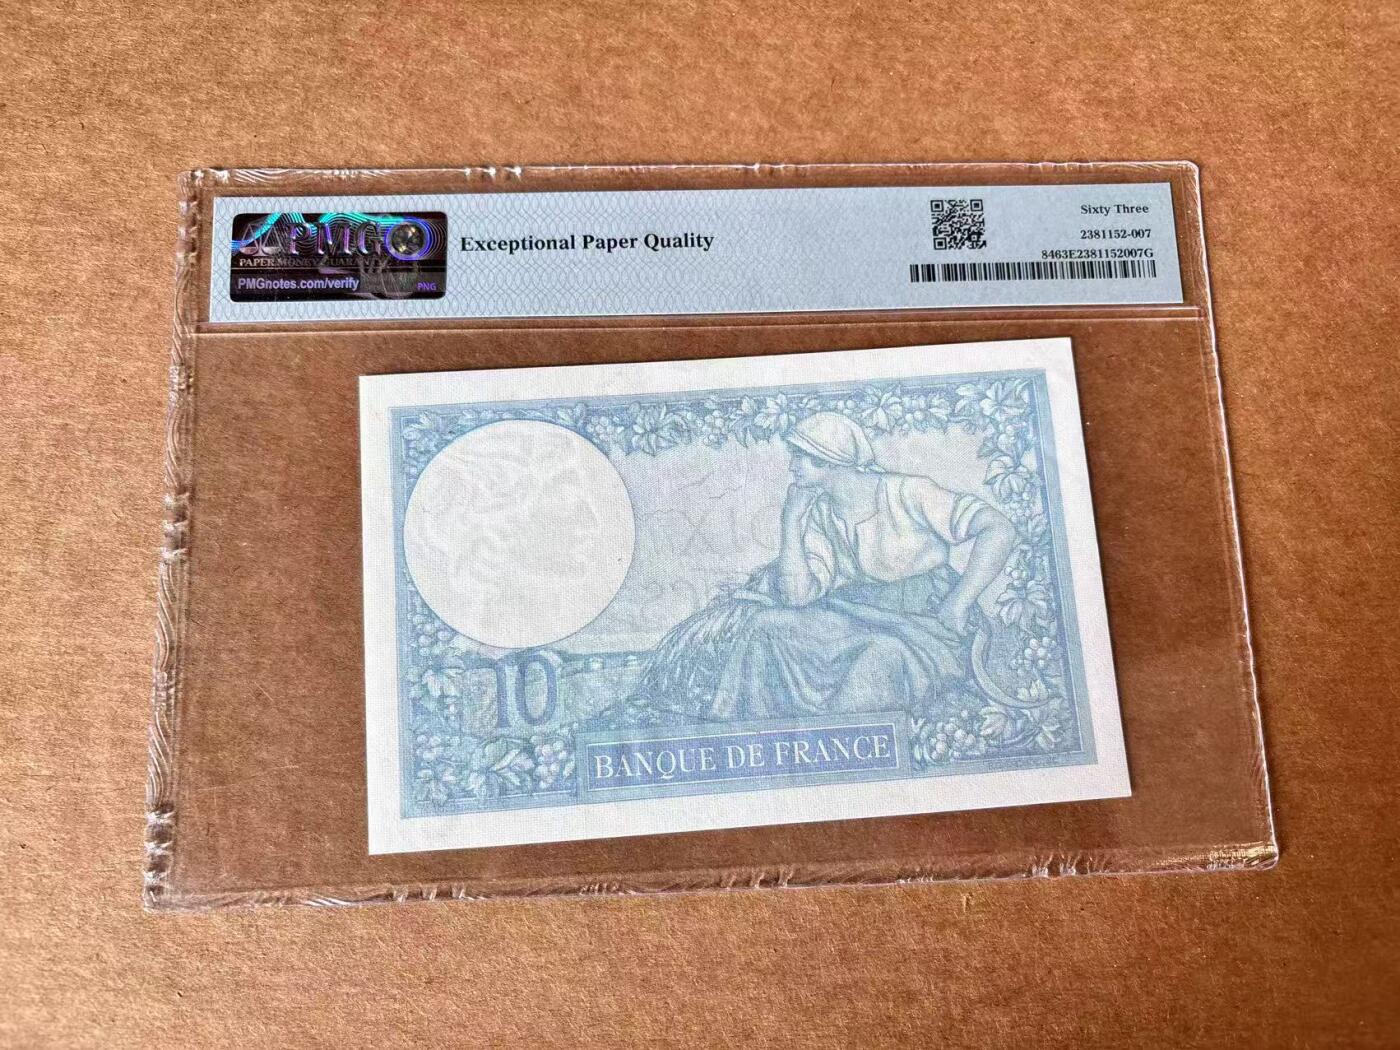 PMG
PAPER MONEY GUARANTY
PMGnotes.com/verify
PNG
Exceptional Paper Quality
Sixty Three
2381152-007
8463E2381152007G
10
BANQUE DE FRANCE